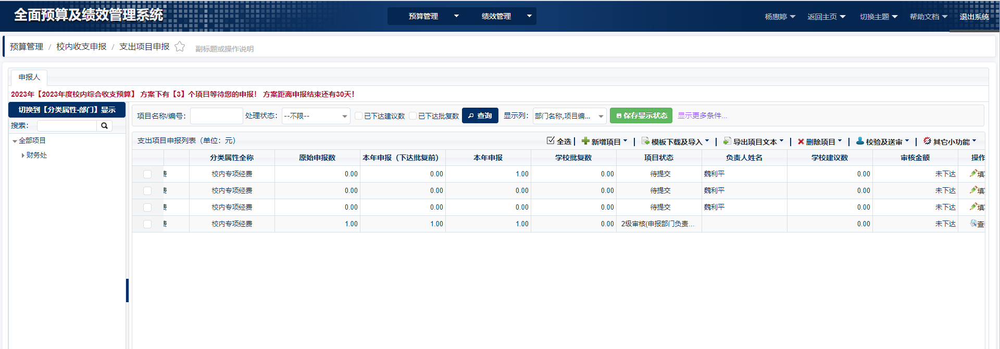 全面预算及绩效管理系统
预算管理 绩效管理
杨惠婷 返回主页 切换主题 帮助文档 退出系统
预算管理 / 校内收支申报 / 支出项目申报 副标题或操作说明
申报人
2023年【2023年度校内综合收支预算】 方案下有【3】个项目等待您的申报! 方案距离申报结束还有30天!
切换到【分类属性-部门】显示
搜索:
全部项目
财务处
项目名称/编号: 处理状态: --不限-- 已下达建议数 已下达批复数 查询 显示列: 部门名称,项目编... 保存显示状态 显示更多条件...
支出项目申报列表（单位：元） 全选 | 新增项目 | 模板下载及导入 | 导出项目文本 | 删除项目 | 校验及送审 | 其它小功能
分类属性全称 原始申报数 本年申报（下达批复前） 本年申报 学校批复数 项目状态 负责人姓名 学校建议数 审核金额 操作
费 校内专项经费 0.00 0.00 1.00 0.00 待提交 魏利平 0.00 未下达 填
费 校内专项经费 0.00 0.00 0.00 0.00 待提交 魏利平 0.00 未下达 填
费 校内专项经费 0.00 0.00 0.00 0.00 待提交 魏利平 0.00 未下达 填
费 校内专项经费 1.00 1.00 1.00 0.00 2级审核(申报部门负责... 0.00 未下达 查